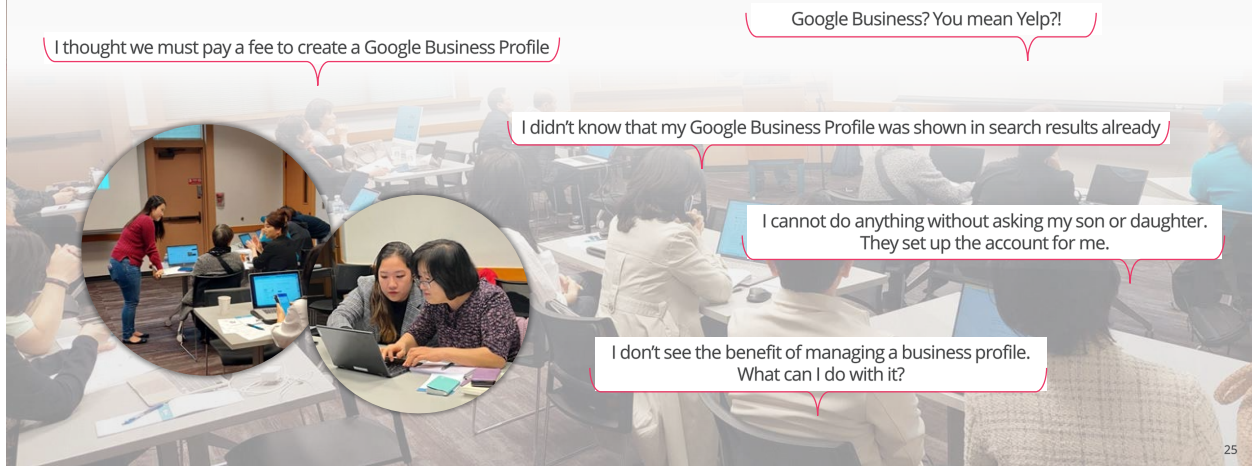 Google Business? You mean Yelp?!
I thought we must pay a fee to create a Google Business Profile
I didn’t know that my Google Business Profile was shown in search results already
I cannot do anything without asking my son or daughter.
They set up the account for me.
I don’t see the benefit of managing a business profile.
What can I do with it?
25